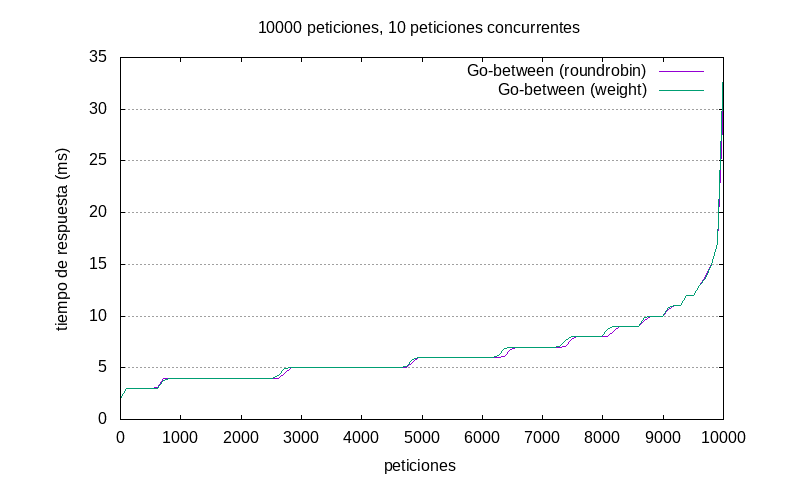 10000 peticiones, 10 peticiones concurrentes
35
30
25
20
15
10
5
0
tiempo de respuesta (ms)
Go-between (roundrobin)
Go-between (weight)
0 1000 2000 3000 4000 5000 6000 7000 8000 9000 10000
peticiones